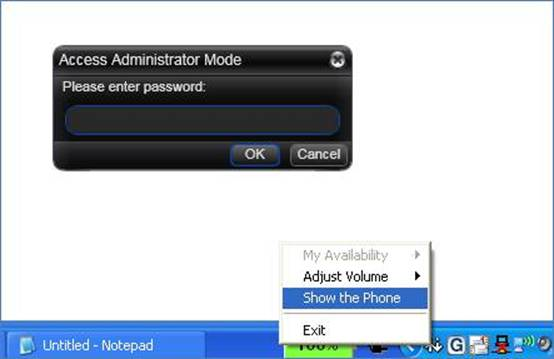 Access Administrator Mode
Please enter password:
OK
Cancel
My Availability
Adjust Volume
Show the Phone
Exit
Untitled - Notepad
100%
G